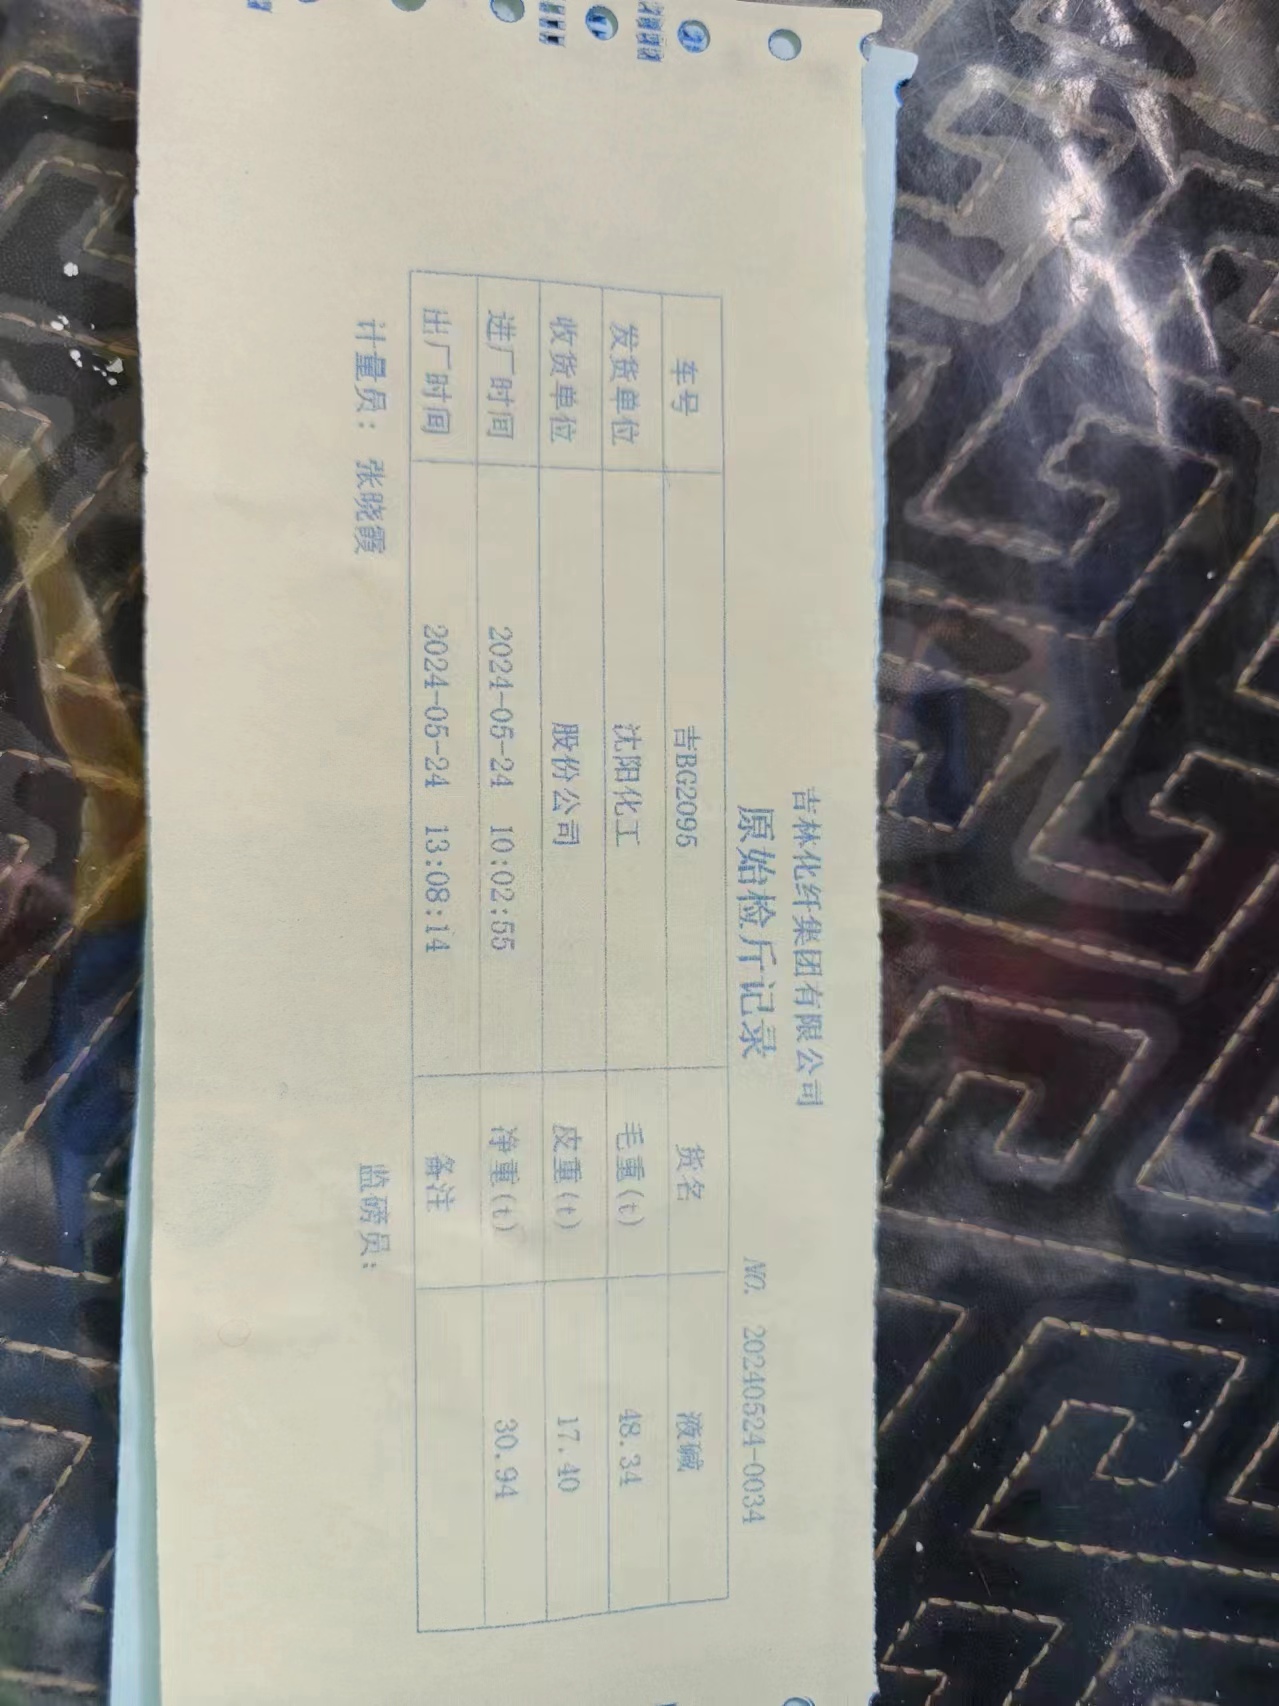 吉林化纤集团有限公司
原始检斤记录
NO. 20240524-0034
车号 吉BG2095 货名 液碱
发货单位 沈阳化工 毛重(t) 48.34
收货单位 股份公司 皮重(t) 17.40
进厂时间 2024-05-24 10:02:55 净重(t) 30.94
出厂时间 2024-05-24 13:08:14 备注
计量员: 张晓霞 监磅员: